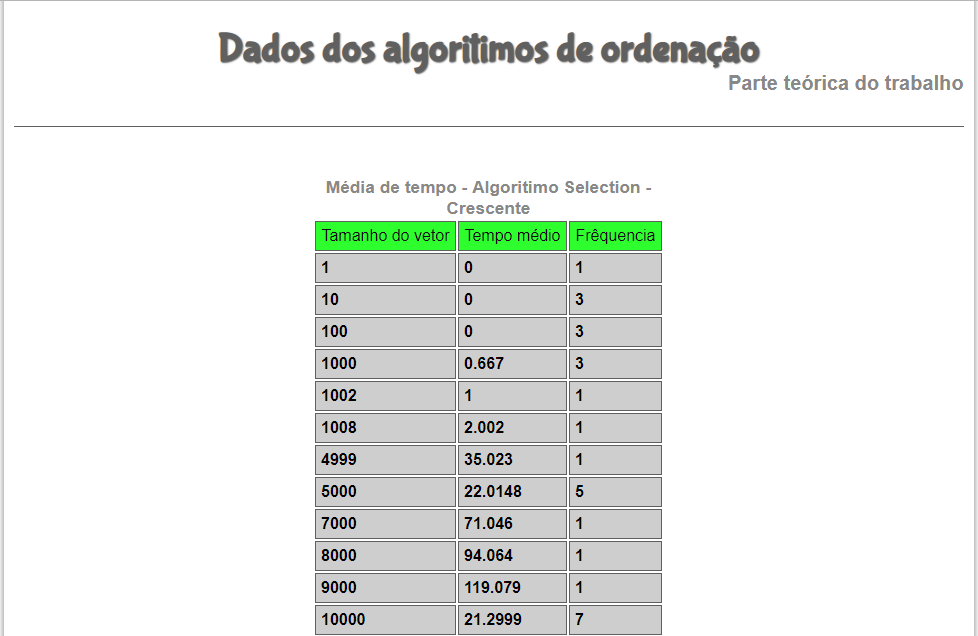 Dados dos algoritimos de ordenação
Parte teórica do trabalho
Média de tempo - Algoritimo Selection -
Crescente
Tamanho do vetor Tempo médio Frêquencia
1 0 1
10 0 3
100 0 3
1000 0.667 3
1002 1 1
1008 2.002 1
4999 35.023 1
5000 22.0148 5
7000 71.046 1
8000 94.064 1
9000 119.079 1
10000 21.2999 7